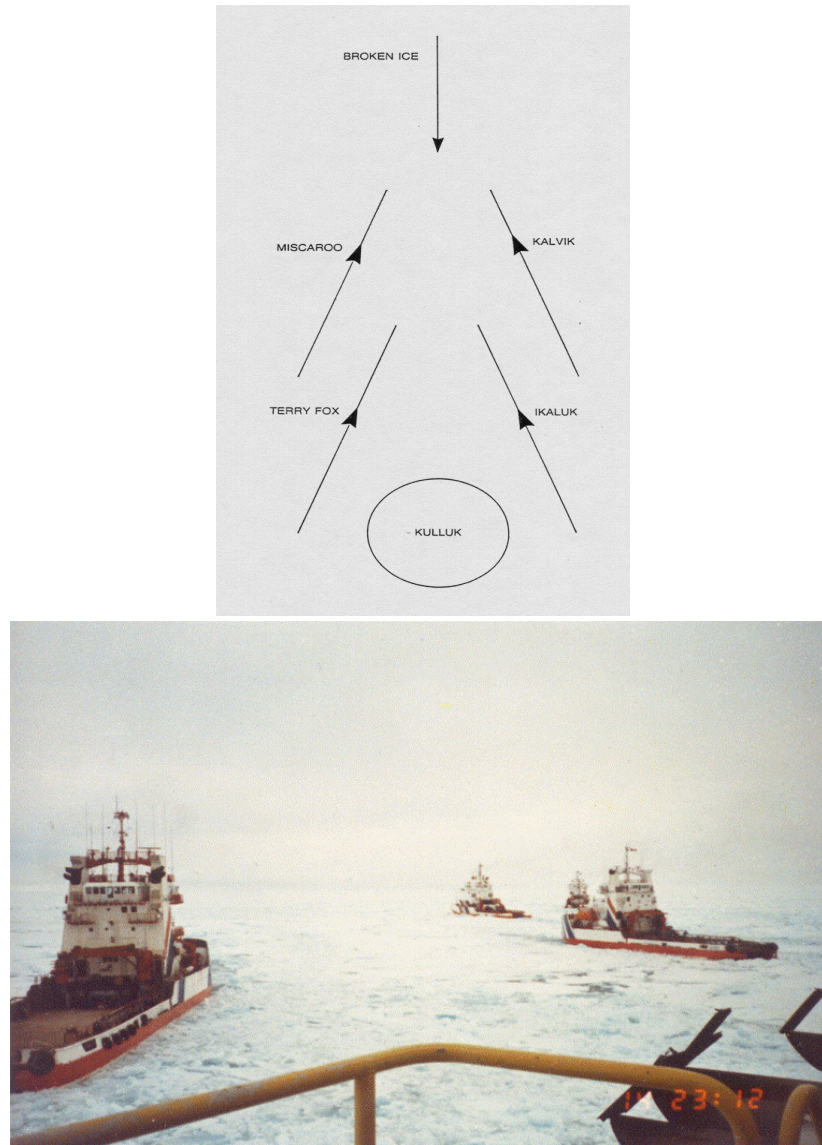 BROKEN ICE
MISCAROO
KALVIK
TERRY FOX
IKALUK
KULLUK
14 23:12